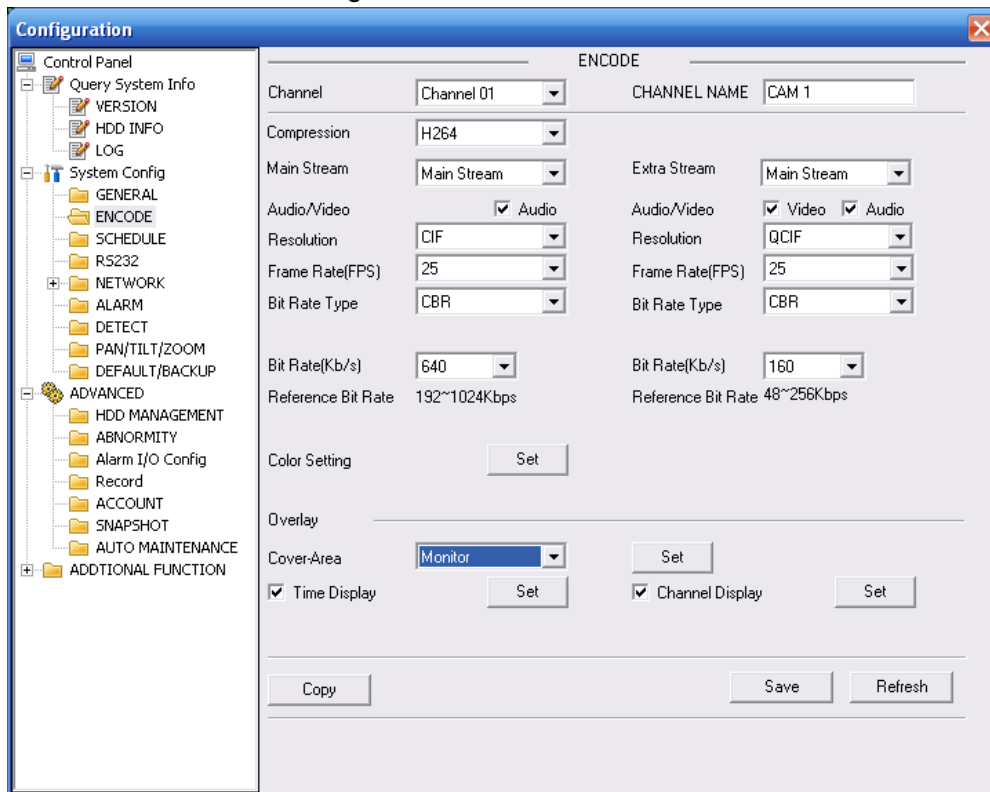 Configuration
Control Panel
Query System Info
VERSION
HDD INFO
LOG
System Config
GENERAL
ENCODE
SCHEDULE
RS232
NETWORK
ALARM
DETECT
PAN/TILT/ZOOM
DEFAULT/BACKUP
ADVANCED
HDD MANAGEMENT
ABNORMITY
Alarm I/O Config
Record
ACCOUNT
SNAPSHOT
AUTO MAINTENANCE
ADDTIONAL FUNCTION
ENCODE
Channel Channel 01 CHANNEL NAME CAM 1
Compression H264
Main Stream Main Stream Extra Stream Main Stream
Audio/Video Audio Audio/Video Video Audio
Resolution CIF Resolution QCIF
Frame Rate(FPS) 25 Frame Rate(FPS) 25
Bit Rate Type CBR Bit Rate Type CBR
Bit Rate(Kb/s) 640 Bit Rate(Kb/s) 160
Reference Bit Rate 192~1024Kbps Reference Bit Rate 48~256Kbps
Color Setting Set
Overlay
Cover-Area Monitor Set
Time Display Set Channel Display Set
Copy Save Refresh